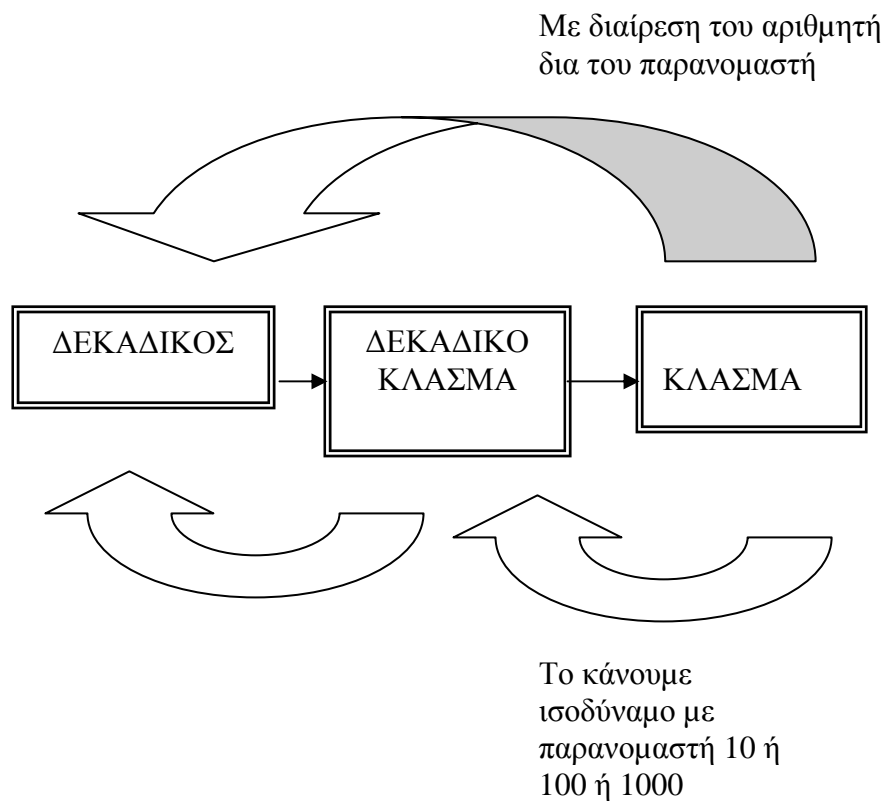 Με διαίρεση του αριθμητή
δια του παρανομαστή
ΔΕΚΑΔΙΚΟΣ
ΔΕΚΑΔΙΚΟ
ΚΛΑΣΜΑ
ΚΛΑΣΜΑ
Το κάνουμε
ισοδύναμο με
παρανομαστή 10 ή
100 ή 1000